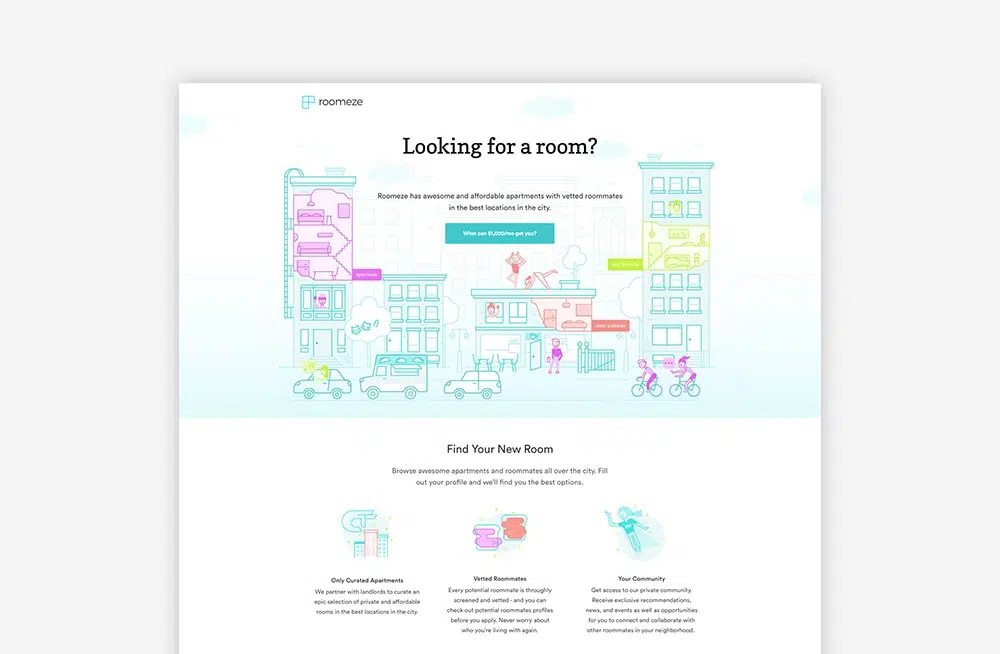 roomeze
Looking for a room?
Roomeze has awesome and affordable apartments with vetted roommates
in the best locations in the city.
What can $1,000/mo get you?
spacious
near subway
Find Your New Room
Browse awesome apartments and roommates all over the city. Fill
out your profile and we'll find you the best options.
Only Curated Apartments
We partner with landlords to curate an
epic selection of private and affordable
rooms in the best locations in the city.
Vetted Roommates
Every potential roommate is throughly
screened and vetted - and you can
check out potential roommates profiles
before you apply. Never worry about
who you're living with again.
Your Community
Get access to our private community.
Receive exclusive recommendations,
news, and events as well as opportunities
for you to connect and collaborate with
other roommates in your neighborhood.